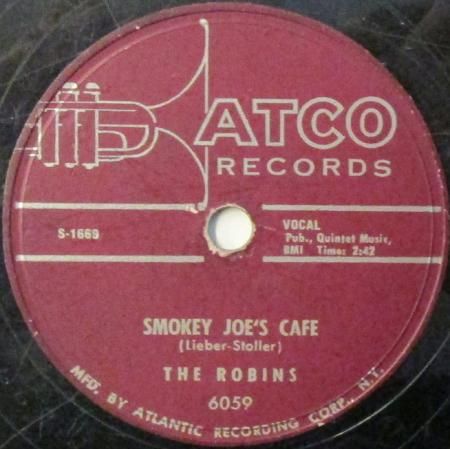 ATCO
RECORDS
S-1669
VOCAL
Pub., Quintet Music,
BMI Time: 2:42
SMOKEY JOE'S CAFE
(Lieber-Stoller)
THE ROBINS
6059
MFD. BY ATLANTIC RECORDING CORP., N.Y.